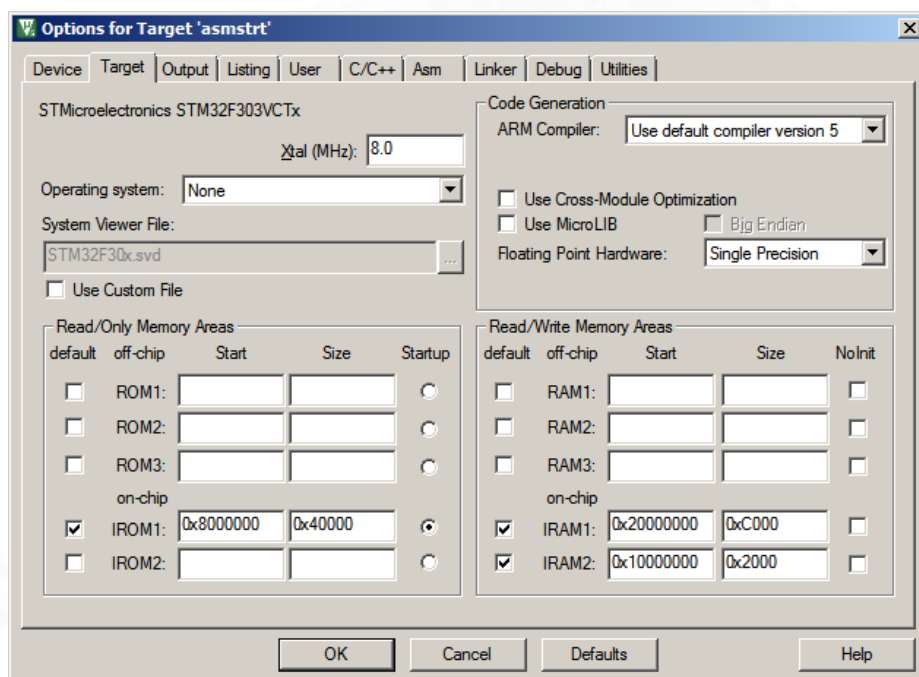 Options for Target 'asmstrt'
Device Target Output Listing User C/C++ Asm Linker Debug Utilities
STMicroelectronics STM32F303VCTx
Xtal (MHz): 8.0
Operating system: None
System Viewer File:
STM32F30x.svd ...
Use Custom File
Code Generation
ARM Compiler: Use default compiler version 5
Use Cross-Module Optimization
Use MicroLIB Big Endian
Floating Point Hardware: Single Precision
Read/Only Memory Areas
default off-chip Start Size Startup
ROM1:
ROM2:
ROM3:
on-chip
IROM1: 0x8000000 0x40000
IROM2:
Read/Write Memory Areas
default off-chip Start Size NoInit
RAM1:
RAM2:
RAM3:
on-chip
IRAM1: 0x20000000 0xC000
IRAM2: 0x10000000 0x2000
OK Cancel Defaults Help